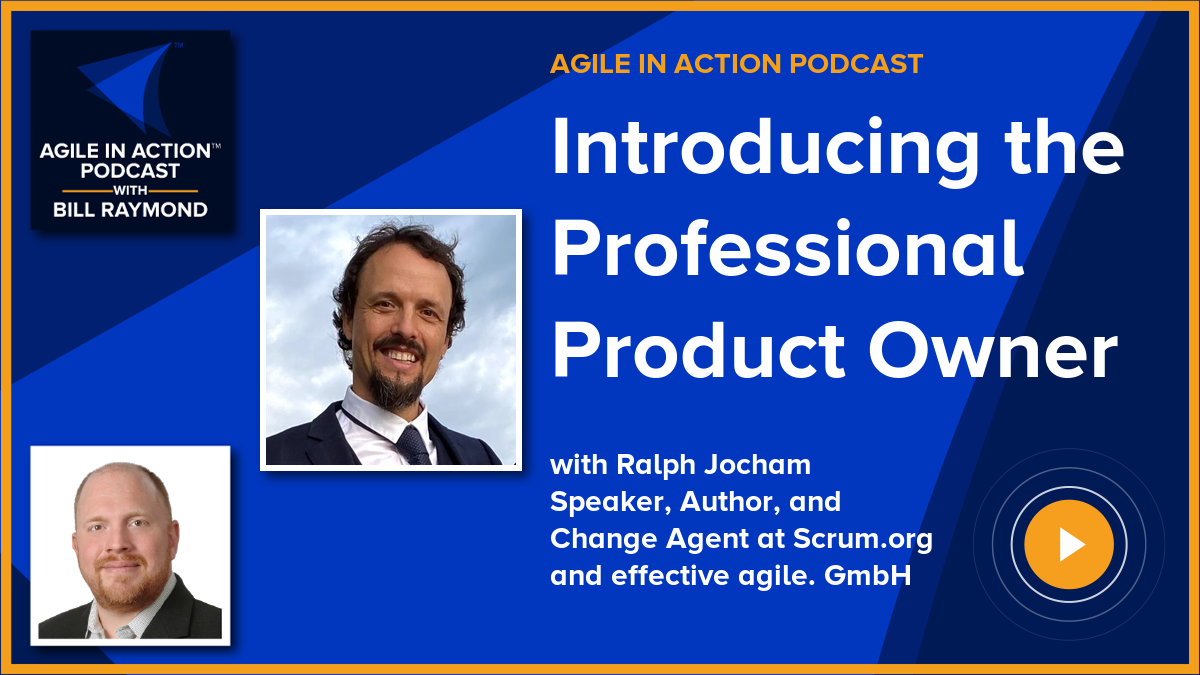 AGILE IN ACTION™
PODCAST
WITH
BILL RAYMOND
AGILE IN ACTION PODCAST
Introducing the
Professional
Product Owner
with Ralph Jocham
Speaker, Author, and
Change Agent at Scrum.org
and effective agile. GmbH